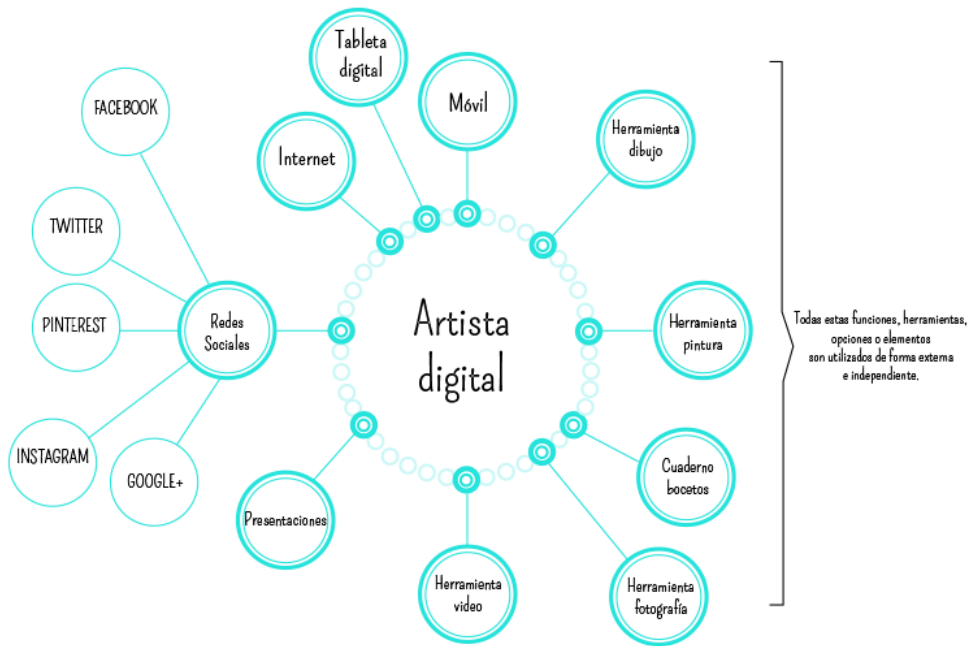 Tableta
digital
Móvil
FACEBOOK
Herramienta
dibujo
Internet
TWITTER
PINTEREST
Redes
Sociales
Artista
digital
Herramienta
pintura
Todas estas funciones, herramientas,
opciones o elementos
son utilizados de forma externa
e independiente.
INSTAGRAM
GOOGLE+
Cuaderno
bocetos
Presentaciones
Herramienta
video
Herramienta
fotografía